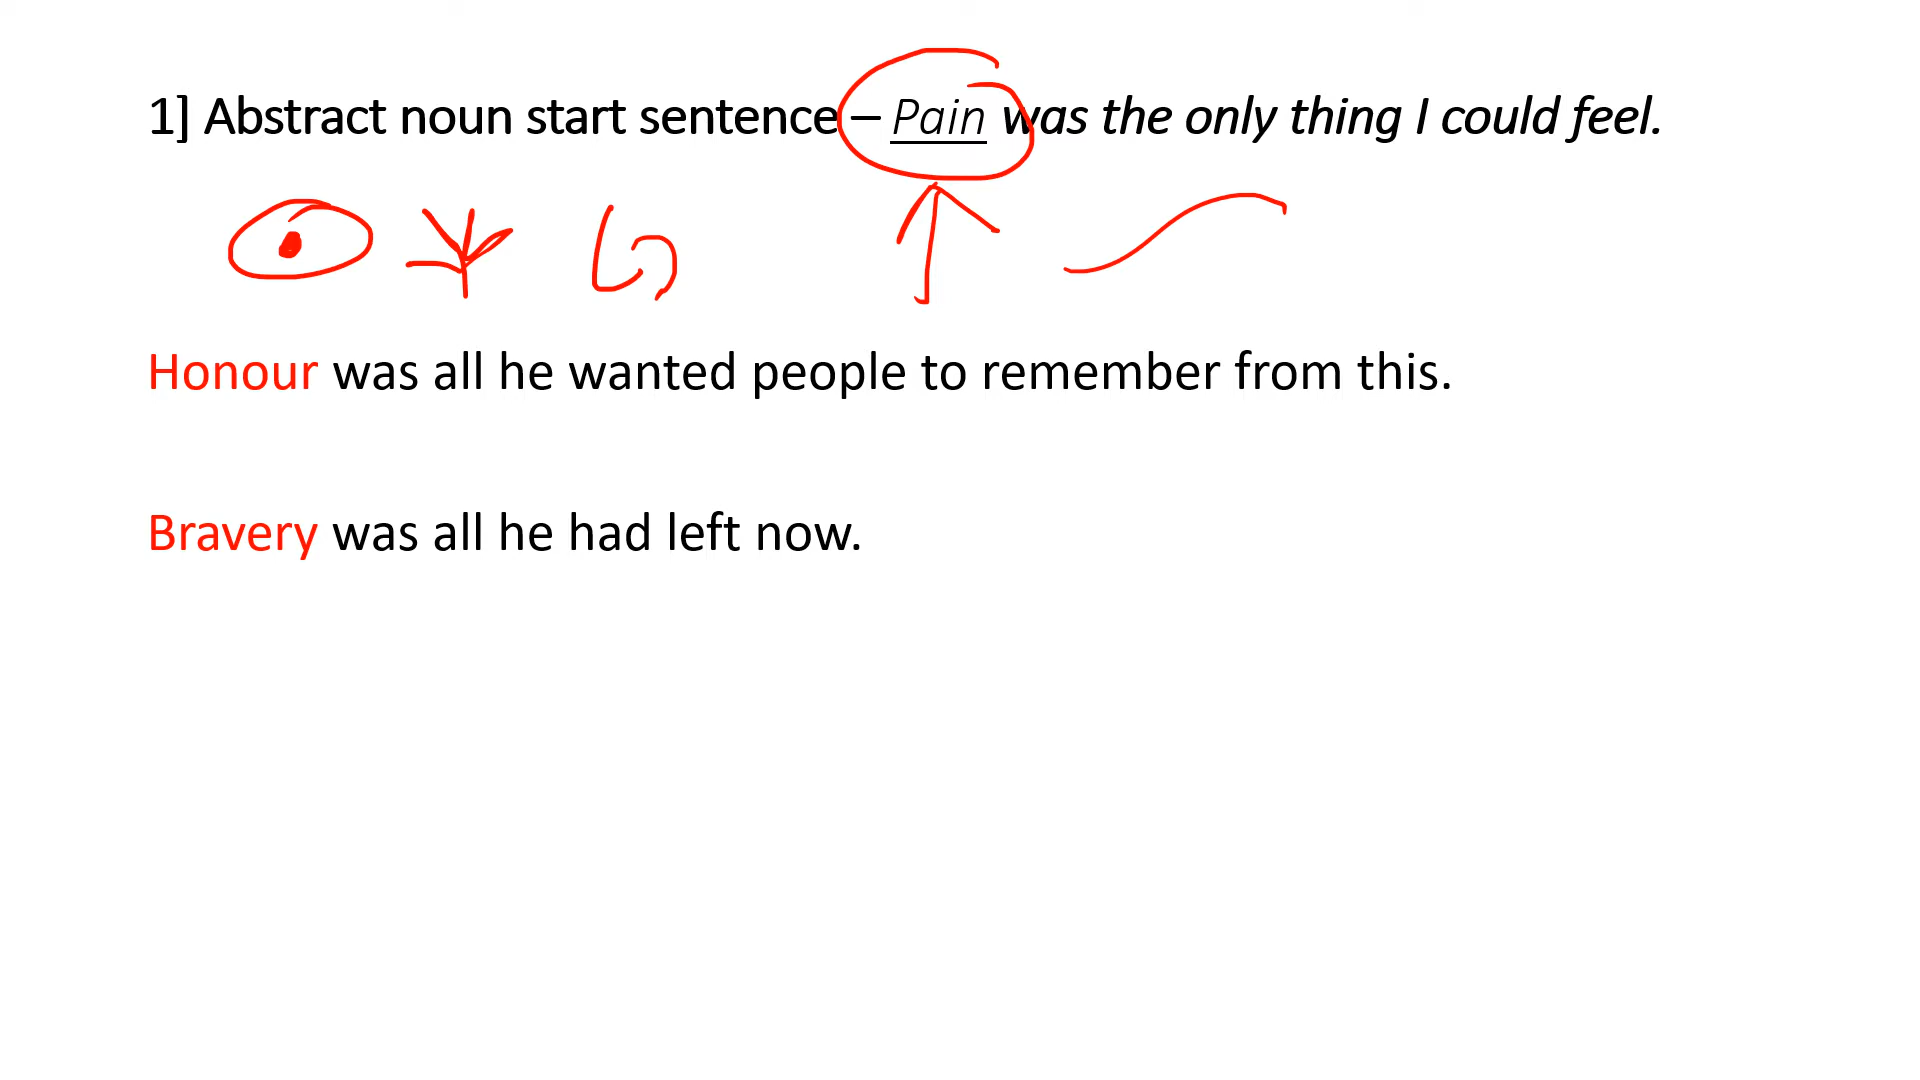 1] Abstract noun start sentence – Pain was the only thing I could feel.
Honour was all he wanted people to remember from this.
Bravery was all he had left now.